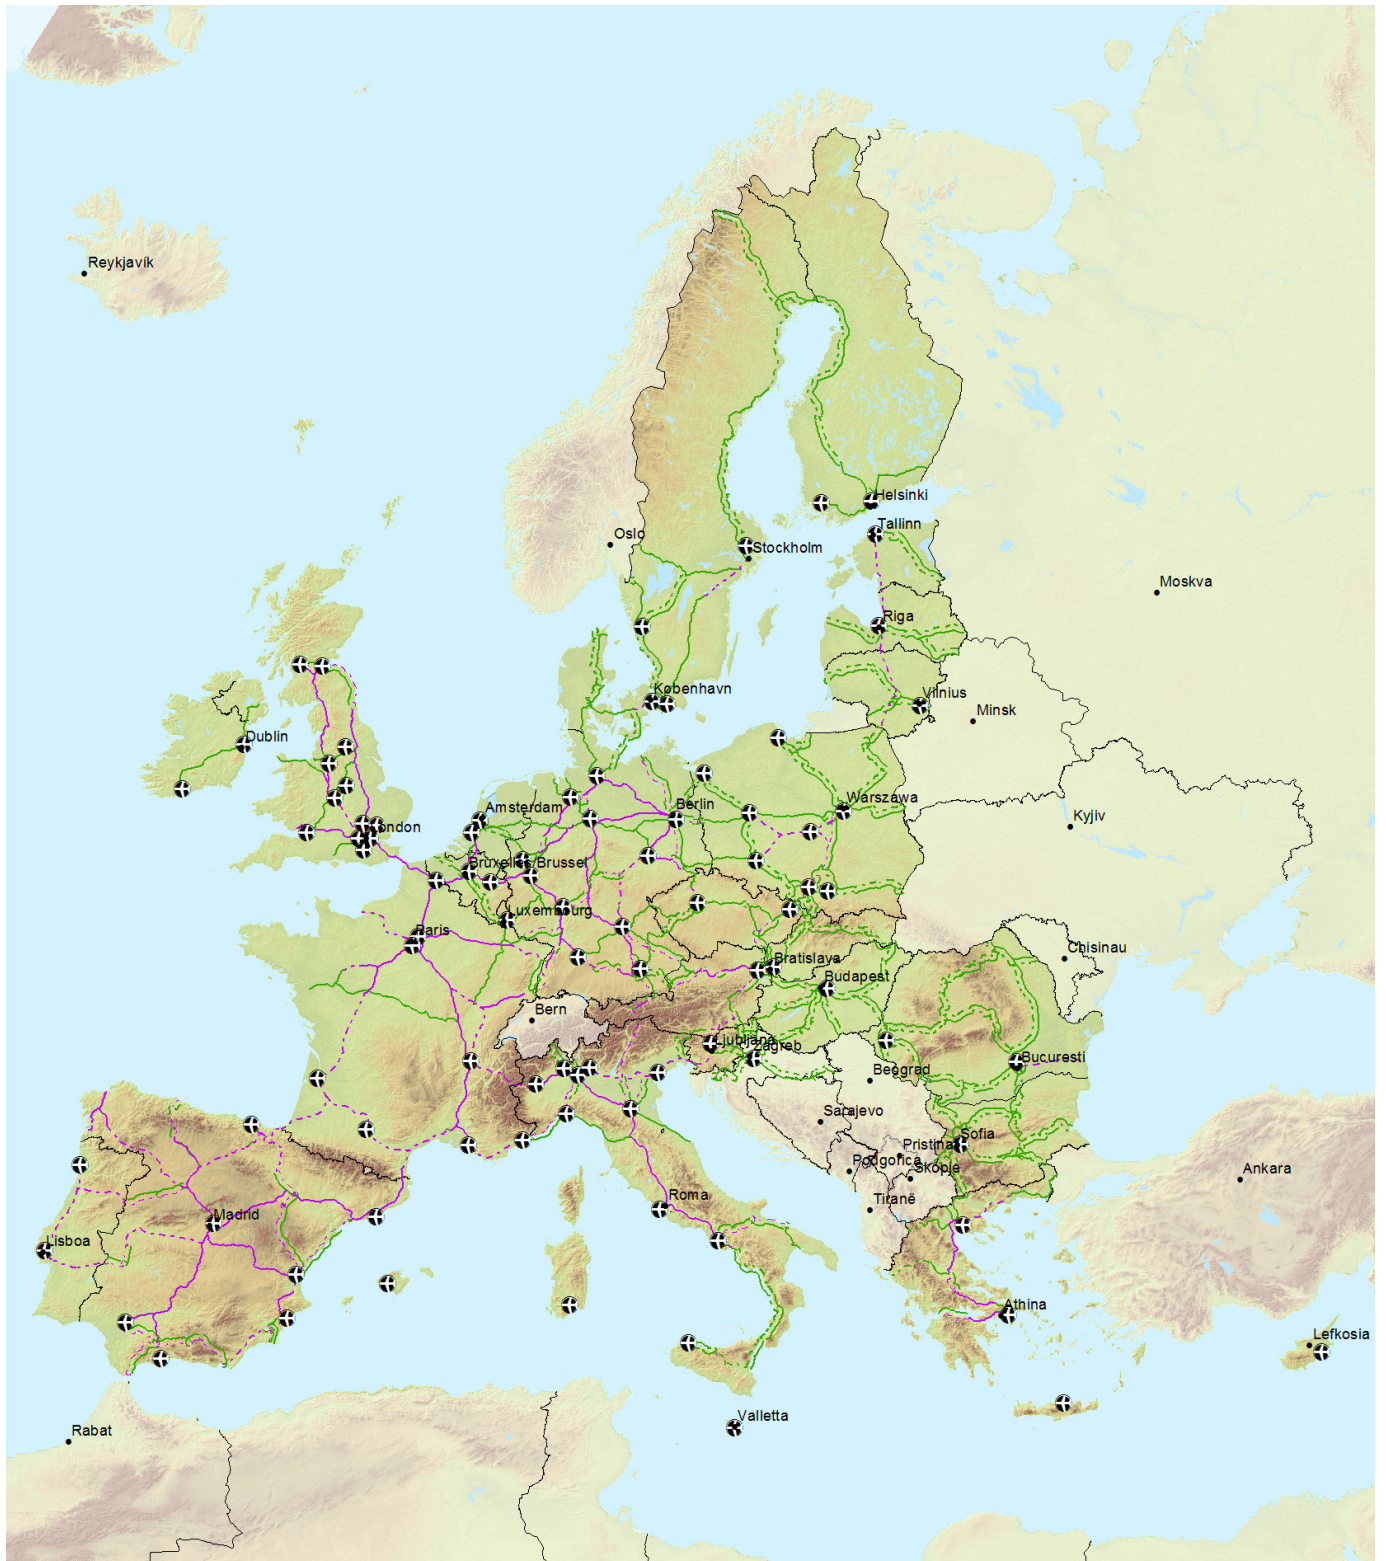 Reykjavík
Helsinki
Tallinn
Oslo
Stockholm
Moskva
Riga
København
Vilnius
Minsk
Dublin
Amsterdam
Berlin
Warszawa
Kyjiv
London
Bruxelles/Brussel
Luxembourg
Paris
Chisinau
Bratislava
Budapest
Bern
Ljubljana
Zagreb
Bucuresti
Beograd
Sarajevo
Sofia
Pristina
Podgorica
Skopje
Ankara
Roma
Tiranë
Madrid
Lisboa
Athina
Lefkosia
Valletta
Rabat